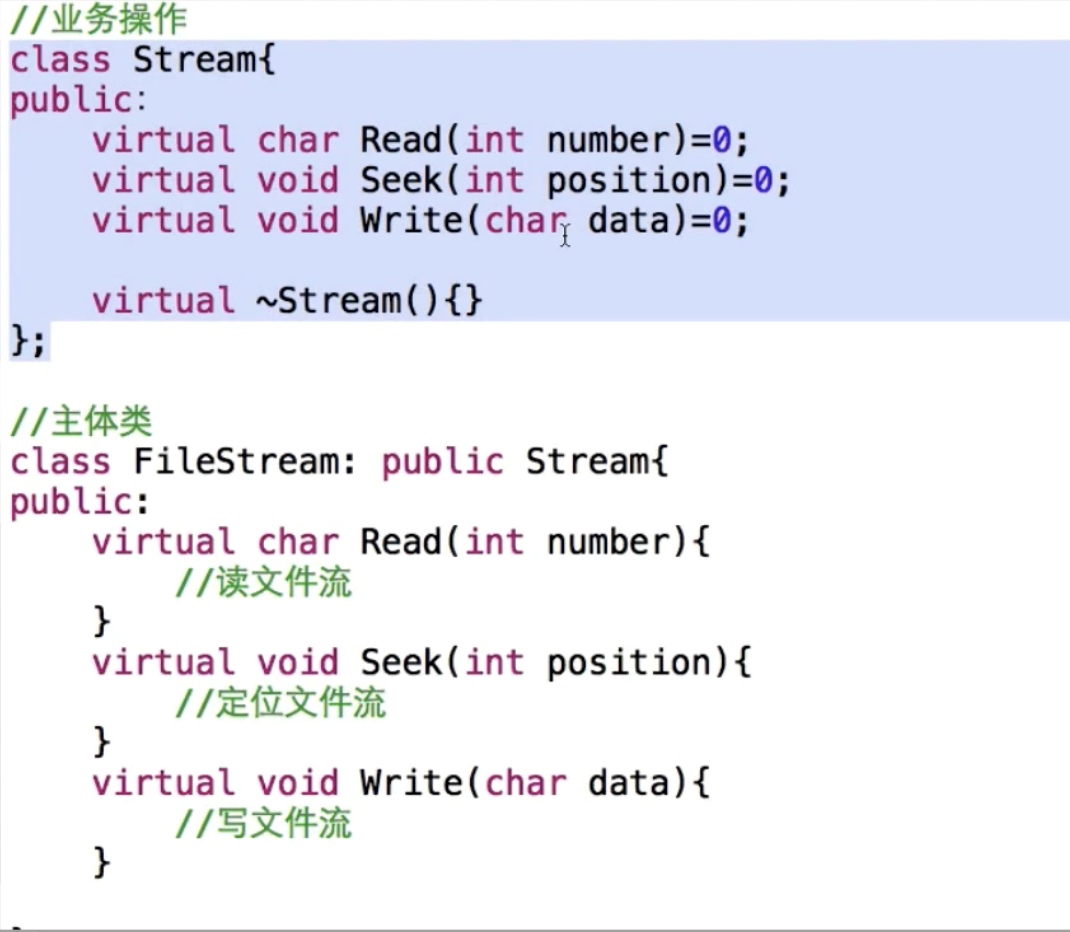 //业务操作
class Stream{
public:
    virtual char Read(int number)=0;
    virtual void Seek(int position)=0;
    virtual void Write(char data)=0;

    virtual ~Stream(){}
};

//主体类
class FileStream: public Stream{
public:
    virtual char Read(int number){
        //读文件流
    }
    virtual void Seek(int position){
        //定位文件流
    }
    virtual void Write(char data){
        //写文件流
    }